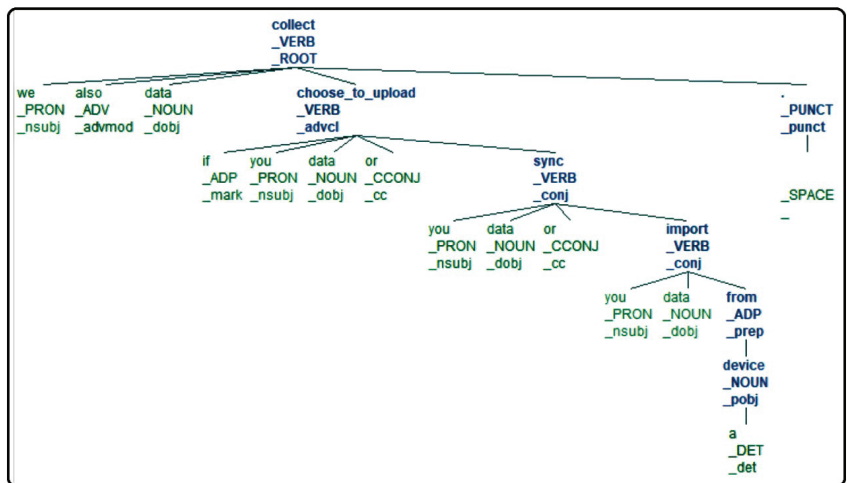 collect
_VERB
_ROOT
we also data choose_to_upload .
_PRON _ADV _NOUN _VERB _PUNCT
_nsubj _advmod _dobj _advcl _punct
if you data or sync
_ADP _PRON _NOUN _CCONJ _VERB _SPACE
_mark _nsubj _dobj _cc _conj _
you data or import
_PRON _NOUN _CCONJ _VERB
_nsubj _dobj _cc _conj
you data from
_PRON _NOUN _ADP
_nsubj _dobj _prep
device
_NOUN
_pobj
a
_DET
_det